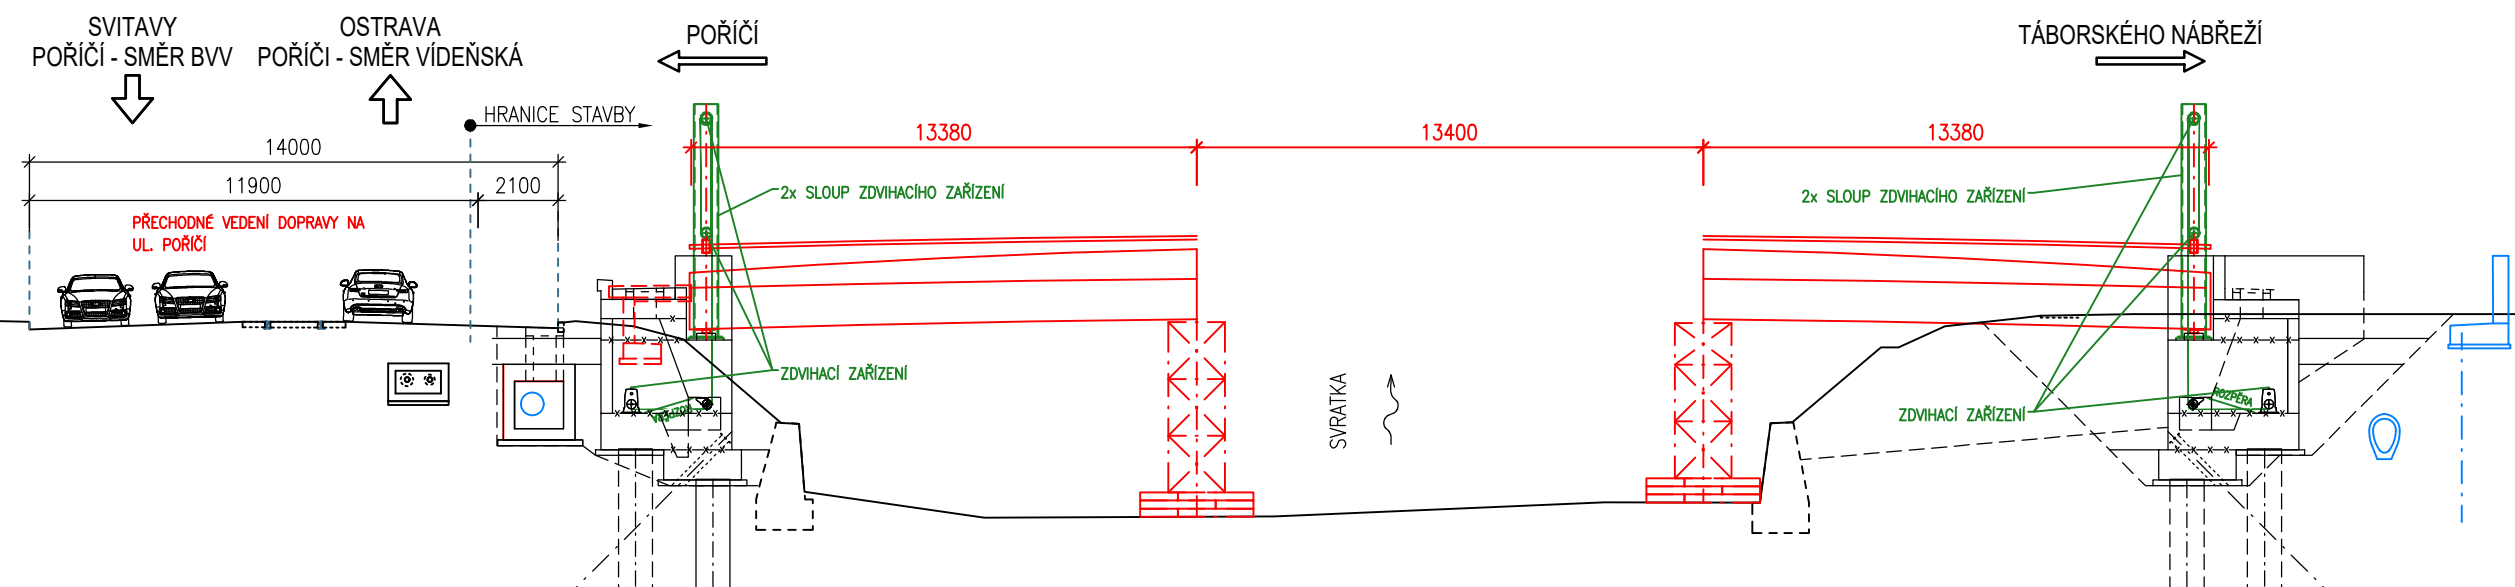 SVITAVY
POŘÍČÍ - SMĚR BVV
OSTRAVA
POŘÍČI - SMĚR VÍDEŇSKÁ
POŘÍČÍ
TÁBORSKÉHO NÁBŘEŽÍ
HRANICE STAVBY
14000
11900
2100
13380
13400
13380
PŘECHODNÉ VEDENÍ DOPRAVY NA
UL. POŘÍČÍ
2x SLOUP ZDVIHACÍHO ZAŘÍZENÍ
2x SLOUP ZDVIHACÍHO ZAŘÍZENÍ
ZDVIHACÍ ZAŘÍZENÍ
ZDVIHACÍ ZAŘÍZENÍ
ROZPĚRA
ROZPĚRA
SVRATKA